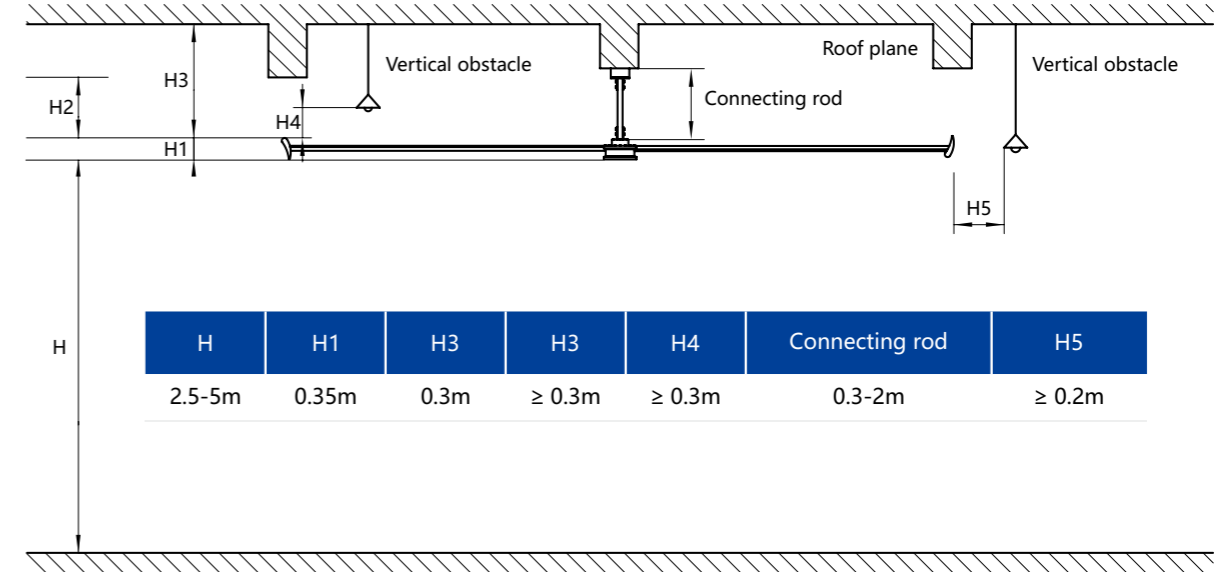 Roof plane
Vertical obstacle
Vertical obstacle
H3
Connecting rod
H2
H4
H1
H5
H
H H1 H3 H3 H4 Connecting rod H5
2.5-5m 0.35m 0.3m ≥ 0.3m ≥ 0.3m 0.3-2m ≥ 0.2m